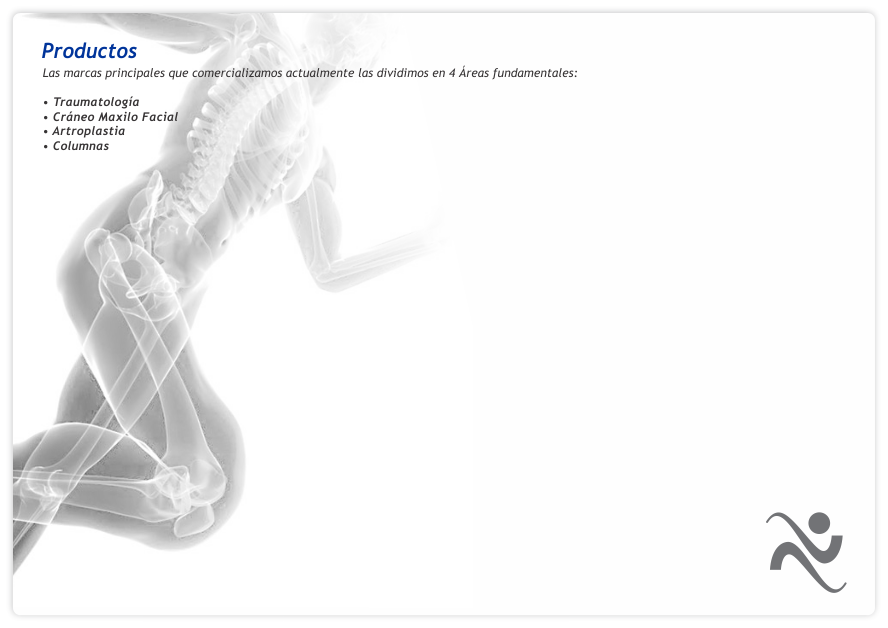 Productos
Las marcas principales que comercializamos actualmente las dividimos en 4 Áreas fundamentales:
• Traumatología
• Cráneo Maxilo Facial
• Artroplastia
• Columnas